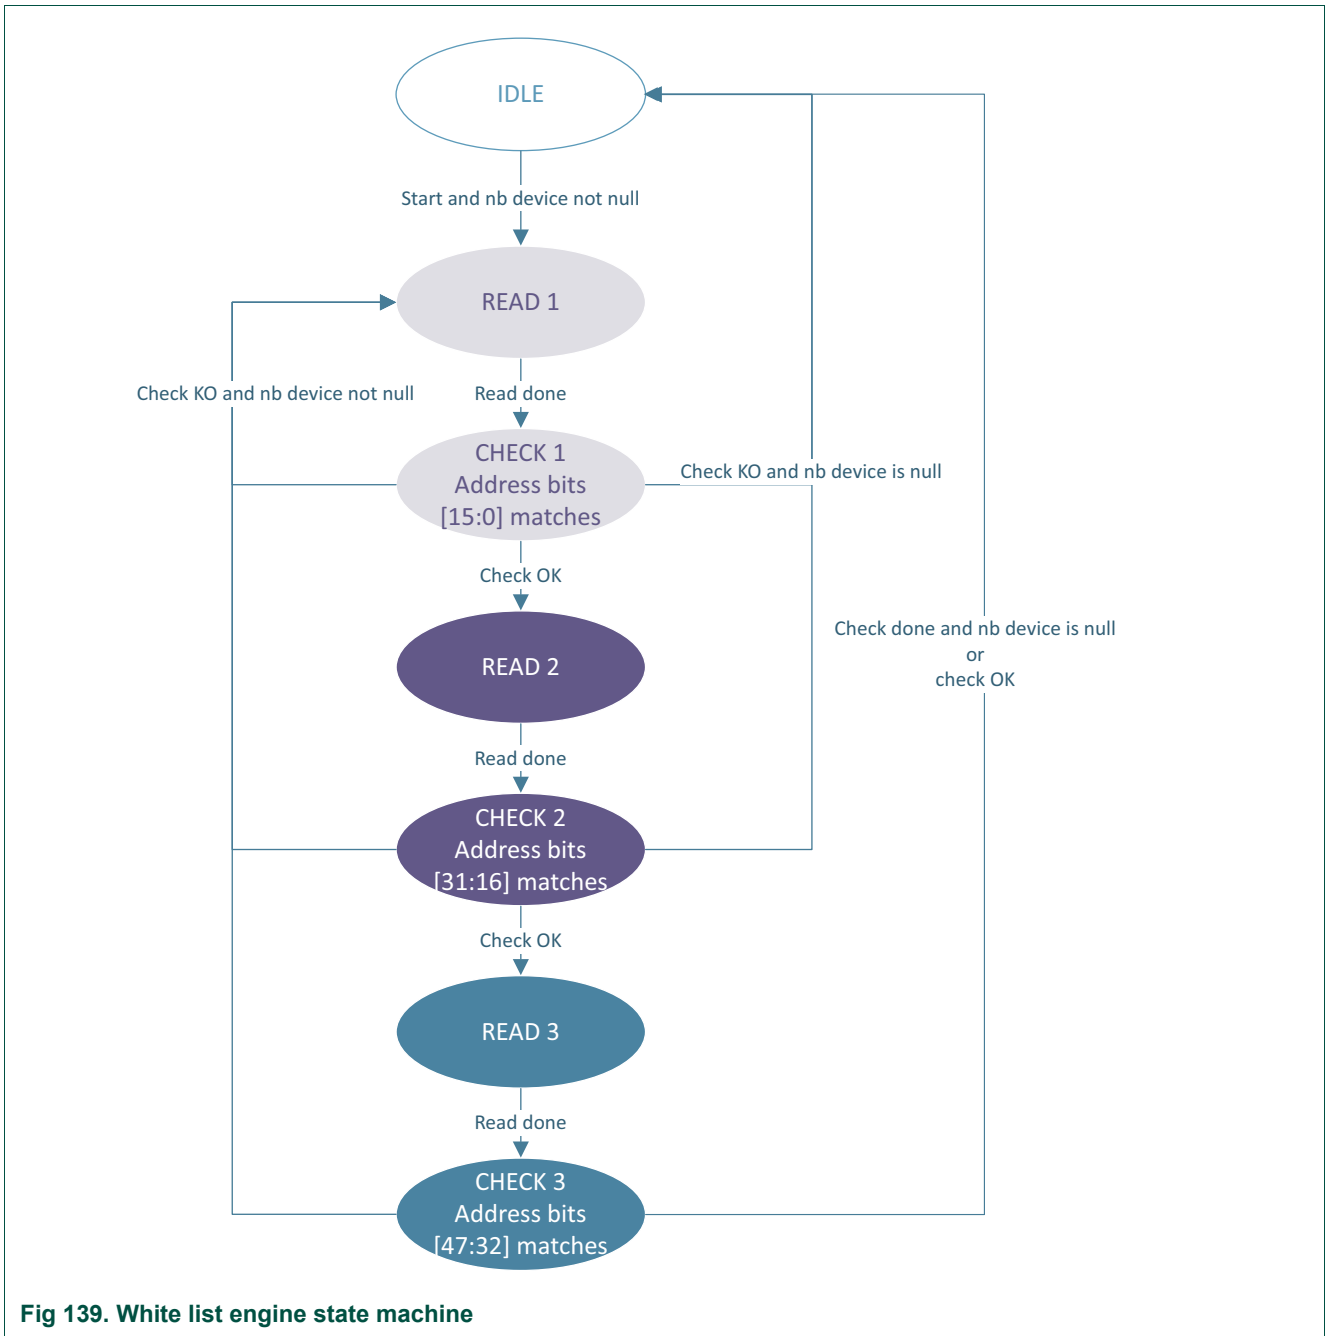 IDLE
Start and nb device not null
READ 1
Check KO and nb device not null
Read done
CHECK 1
Address bits
[15:0] matches
Check KO and nb device is null
Check OK
Check done and nb device is null
or
check OK
READ 2
Read done
CHECK 2
Address bits
[31:16] matches
Check OK
READ 3
Read done
CHECK 3
Address bits
[47:32] matches
Fig 139. White list engine state machine